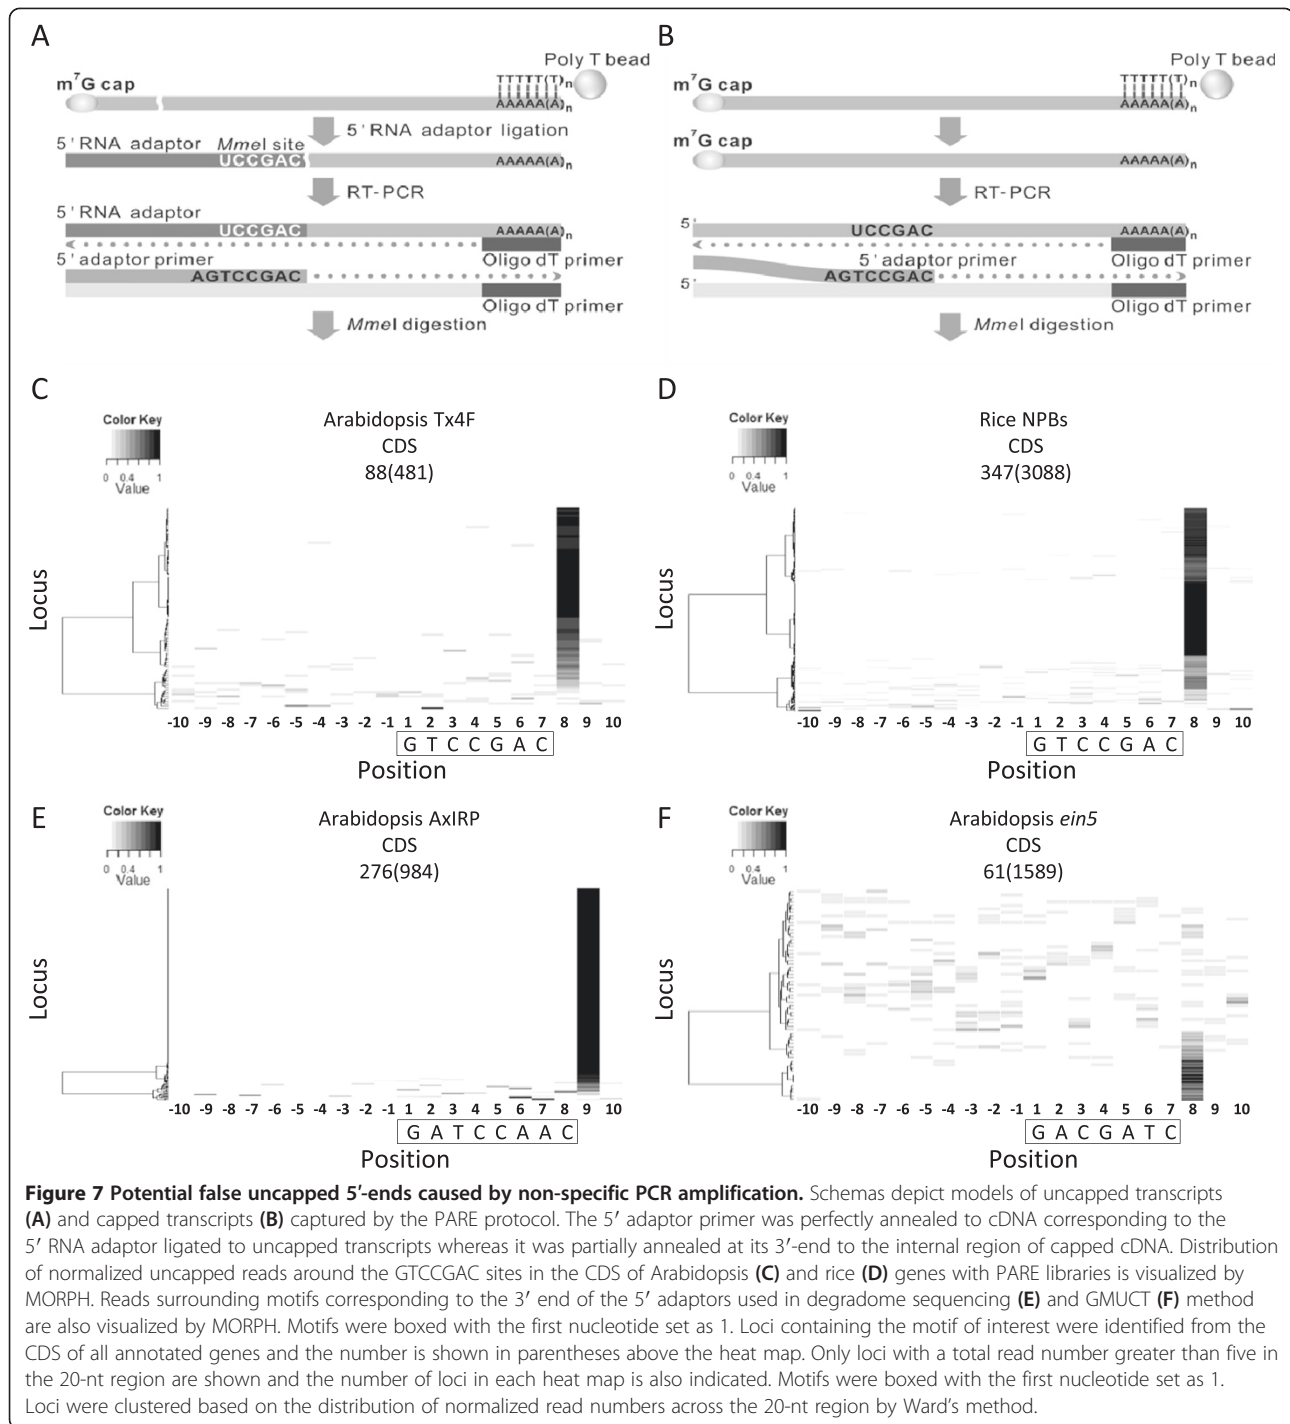 A
B
Poly T bead
Poly T bead
m7G cap
TTTTT(T)n
m7G cap
TTTTT(T)n
AAAAA(A)n
AAAAA(A)n
5'RNA adaptor ligation
5'RNA adaptor
MmeI site
m7G cap
UCCGAC
AAAAA(A)n
AAAAA(A)n
RT-PCR
RT-PCR
5'RNA adaptor
5'
UCCGAC
AAAAA(A)n
UCCGAC
AAAAA(A)n
5'adaptor primer
Oligo dT primer
5'adaptor primer
Oligo dT primer
AGTCCGAC
5'
AGTCCGAC
Oligo dT primer
Oligo dT primer
MmeI digestion
MmeI digestion
C
Color Key
0 0.4 1
Value
Arabidopsis Tx4F
CDS
88(481)
Locus
-10 -9 -8 -7 -6 -5 -4 -3 -2 -1 1 2 3 4 5 6 7 8 9 10
G T C C G A C
Position
D
Color Key
0 0.4 1
Value
Rice NPBs
CDS
347(3088)
Locus
-10 -9 -8 -7 -6 -5 -4 -3 -2 -1 1 2 3 4 5 6 7 8 9 10
G T C C G A C
Position
E
Color Key
0 0.4 1
Value
Arabidopsis AxIRP
CDS
276(984)
Locus
-10 -9 -8 -7 -6 -5 -4 -3 -2 -1 1 2 3 4 5 6 7 8 9 10
G A T C C A A C
Position
F
Color Key
0 0.4 1
Value
Arabidopsis ein5
CDS
61(1589)
Locus
-10 -9 -8 -7 -6 -5 -4 -3 -2 -1 1 2 3 4 5 6 7 8 9 10
G A C G A T C
Position
Figure 7 Potential false uncapped 5′-ends caused by non-specific PCR amplification. Schemas depict models of uncapped transcripts
(A) and capped transcripts (B) captured by the PARE protocol. The 5′ adaptor primer was perfectly annealed to cDNA corresponding to the
5′ RNA adaptor ligated to uncapped transcripts whereas it was partially annealed at its 3′-end to the internal region of capped cDNA. Distribution
of normalized uncapped reads around the GTCCGAC sites in the CDS of Arabidopsis (C) and rice (D) genes with PARE libraries is visualized by
MORPH. Reads surrounding motifs corresponding to the 3′ end of the 5′ adaptors used in degradome sequencing (E) and GMUCT (F) method
are also visualized by MORPH. Motifs were boxed with the first nucleotide set as 1. Loci containing the motif of interest were identified from the
CDS of all annotated genes and the number is shown in parentheses above the heat map. Only loci with a total read number greater than five in
the 20-nt region are shown and the number of loci in each heat map is also indicated. Motifs were boxed with the first nucleotide set as 1.
Loci were clustered based on the distribution of normalized read numbers across the 20-nt region by Ward's method.